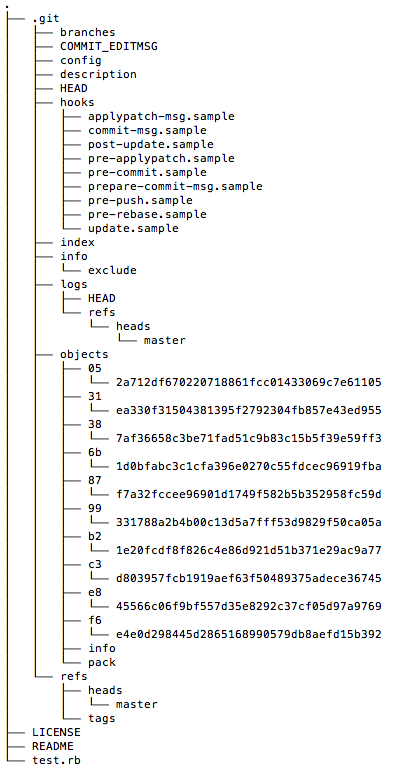 .
├── .git
│   ├── branches
│   ├── COMMIT_EDITMSG
│   ├── config
│   ├── description
│   ├── HEAD
│   ├── hooks
│   │   ├── applypatch-msg.sample
│   │   ├── commit-msg.sample
│   │   ├── post-update.sample
│   │   ├── pre-applypatch.sample
│   │   ├── pre-commit.sample
│   │   ├── prepare-commit-msg.sample
│   │   ├── pre-push.sample
│   │   ├── pre-rebase.sample
│   │   └── update.sample
│   ├── index
│   ├── info
│   │   └── exclude
│   ├── logs
│   │   ├── HEAD
│   │   └── refs
│   │       └── heads
│   │           └── master
│   ├── objects
│   │   ├── 05
│   │   │   └── 2a712df670220718861fcc01433069c7e61105
│   │   ├── 31
│   │   │   └── ea330f31504381395f2792304fb857e43ed955
│   │   ├── 38
│   │   │   └── 7af36658c3be71fad51c9b83c15b5f39e59ff3
│   │   ├── 6b
│   │   │   └── 1d0bfabc3c1cfa396e0270c55fdcec96919fba
│   │   ├── 87
│   │   │   └── f7a32fccee96901d1749f582b5b352958fc59d
│   │   ├── 99
│   │   │   └── 331788a2b4b00c13d5a7fff53d9829f50ca05a
│   │   ├── b2
│   │   │   └── 1e20fcdf8f826c4e86d921d51b371e29ac9a77
│   │   ├── c3
│   │   │   └── d803957fcb1919aef63f50489375adece36745
│   │   ├── e8
│   │   │   └── 45566c06f9bf557d35e8292c37cf05d97a9769
│   │   ├── f6
│   │   │   └── e4e0d298445d2865168990579db8aefd15b392
│   │   ├── info
│   │   └── pack
│   └── refs
│       ├── heads
│       │   └── master
│       └── tags
├── LICENSE
├── README
└── test.rb